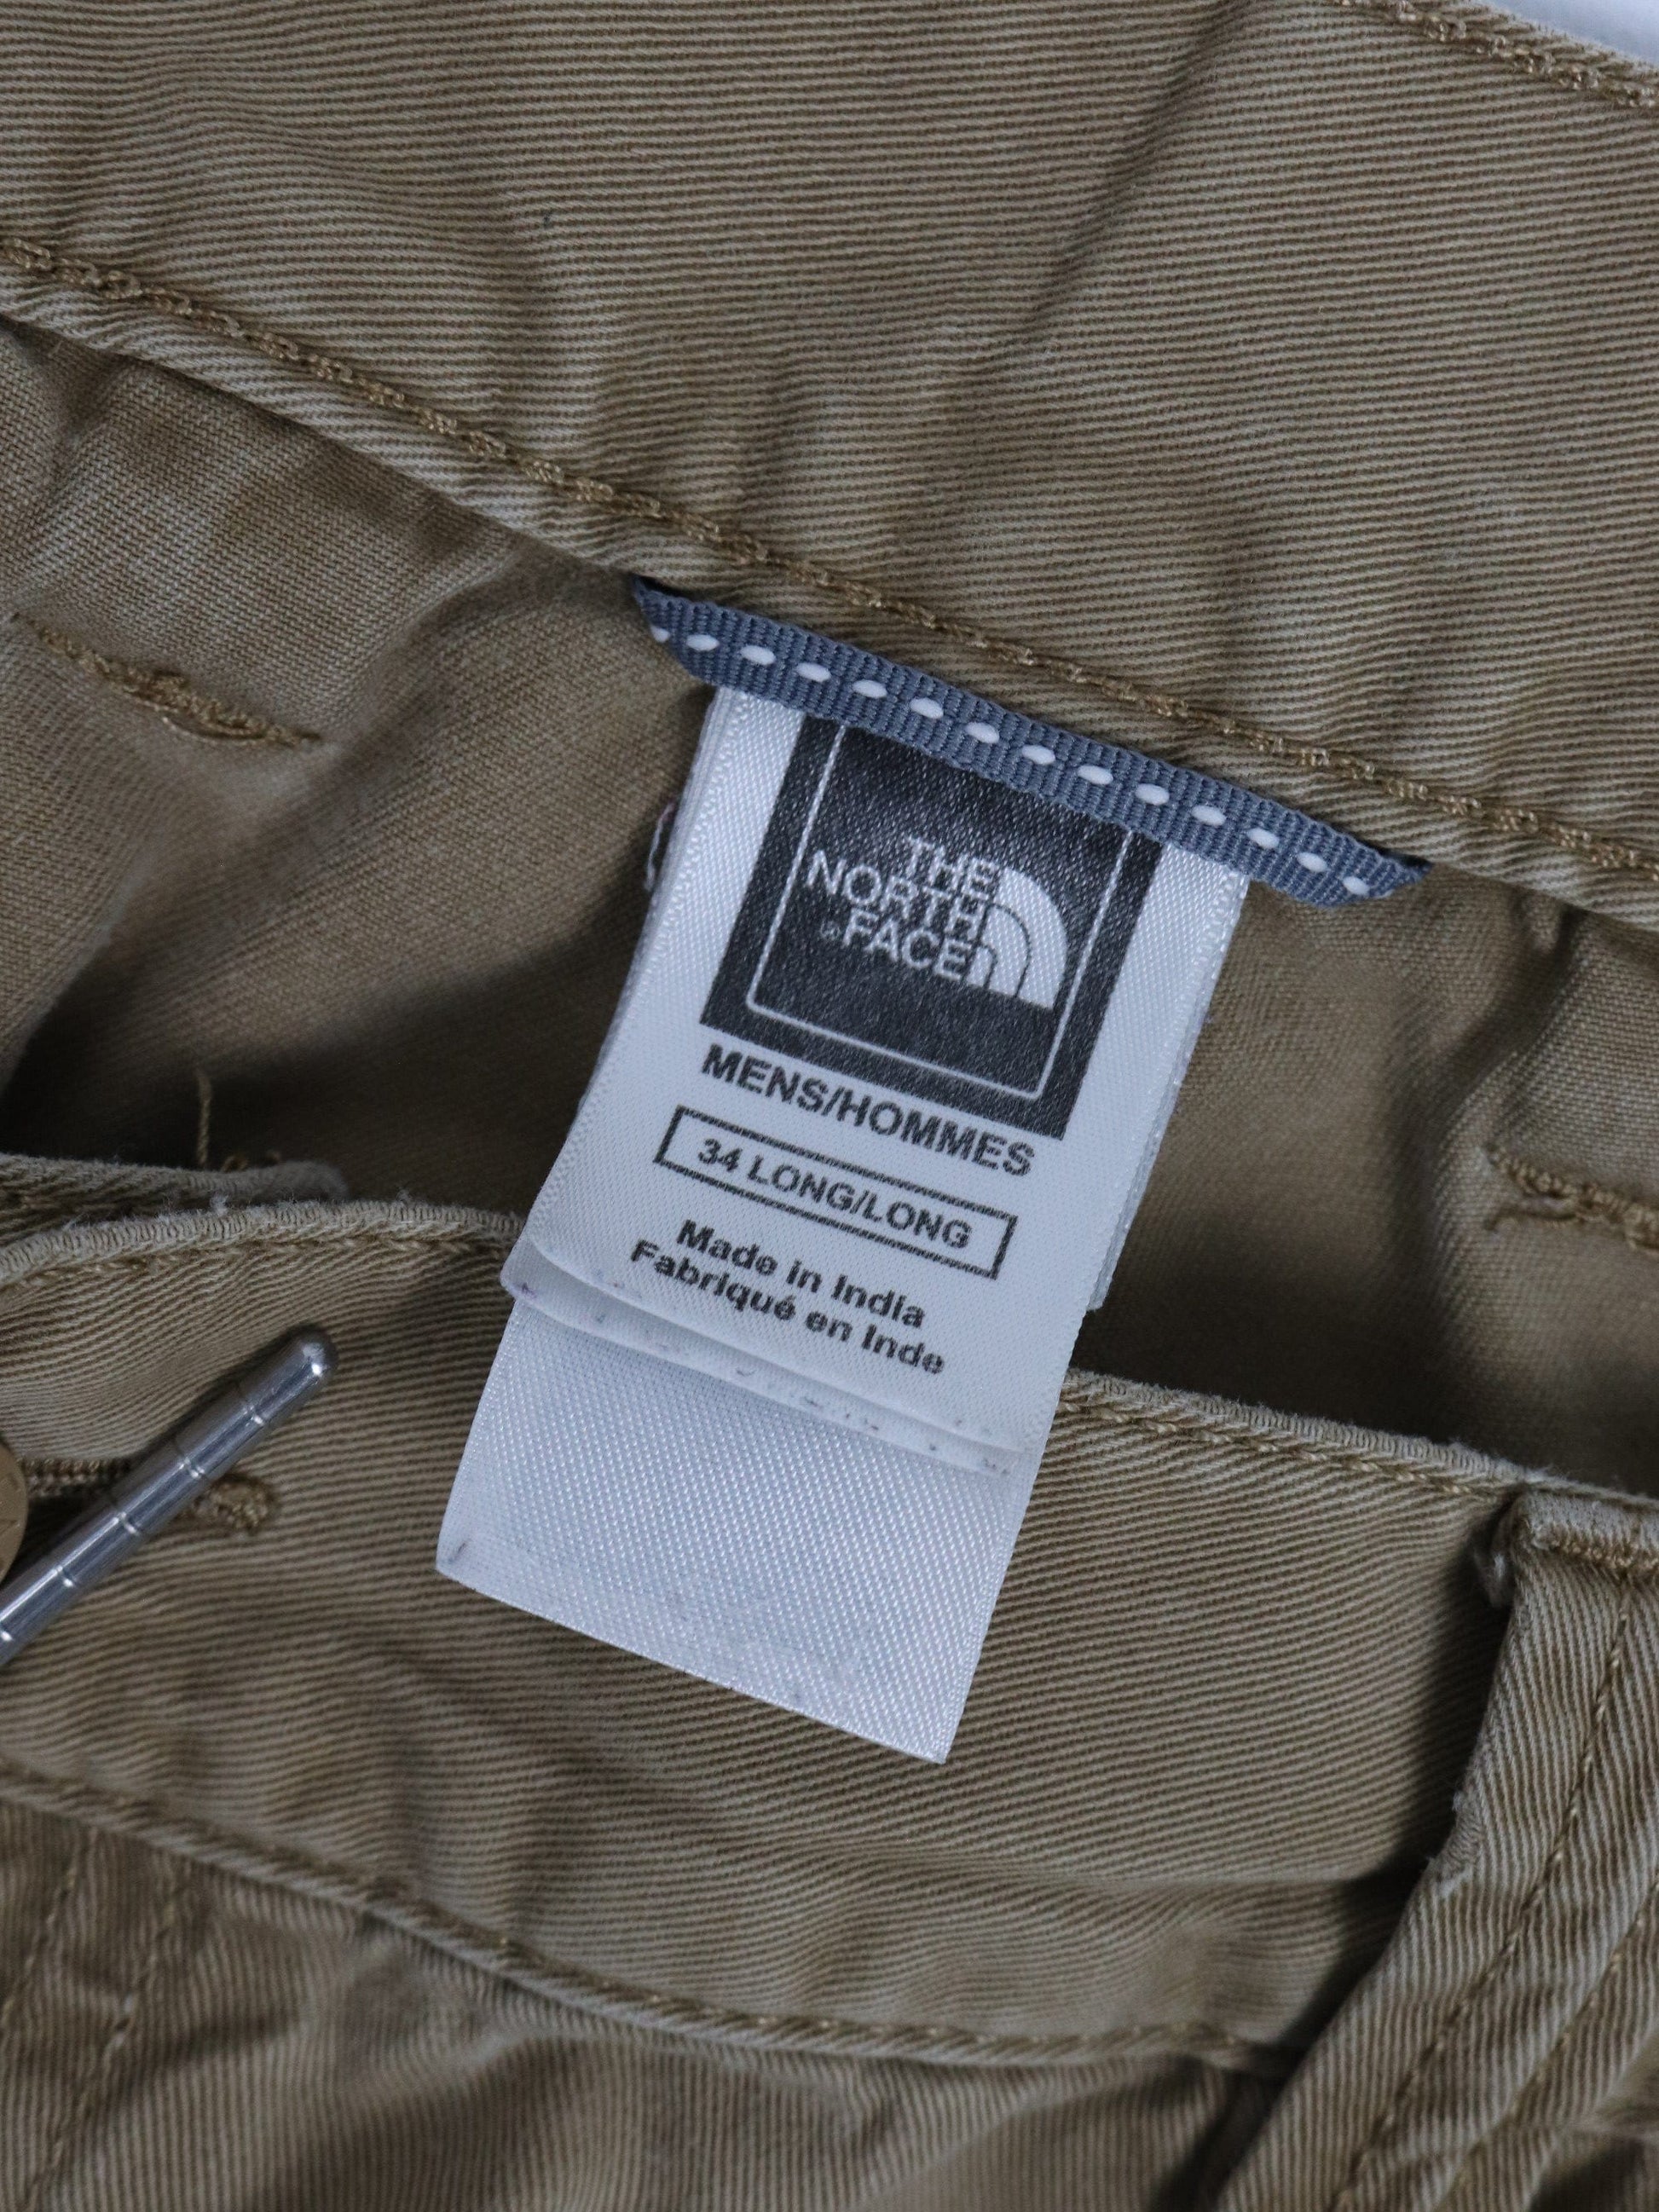 THE
NORTH
FACE
®
MENS/HOMMES
34 LONG/LONG
Made in India
Fabriqué en Inde